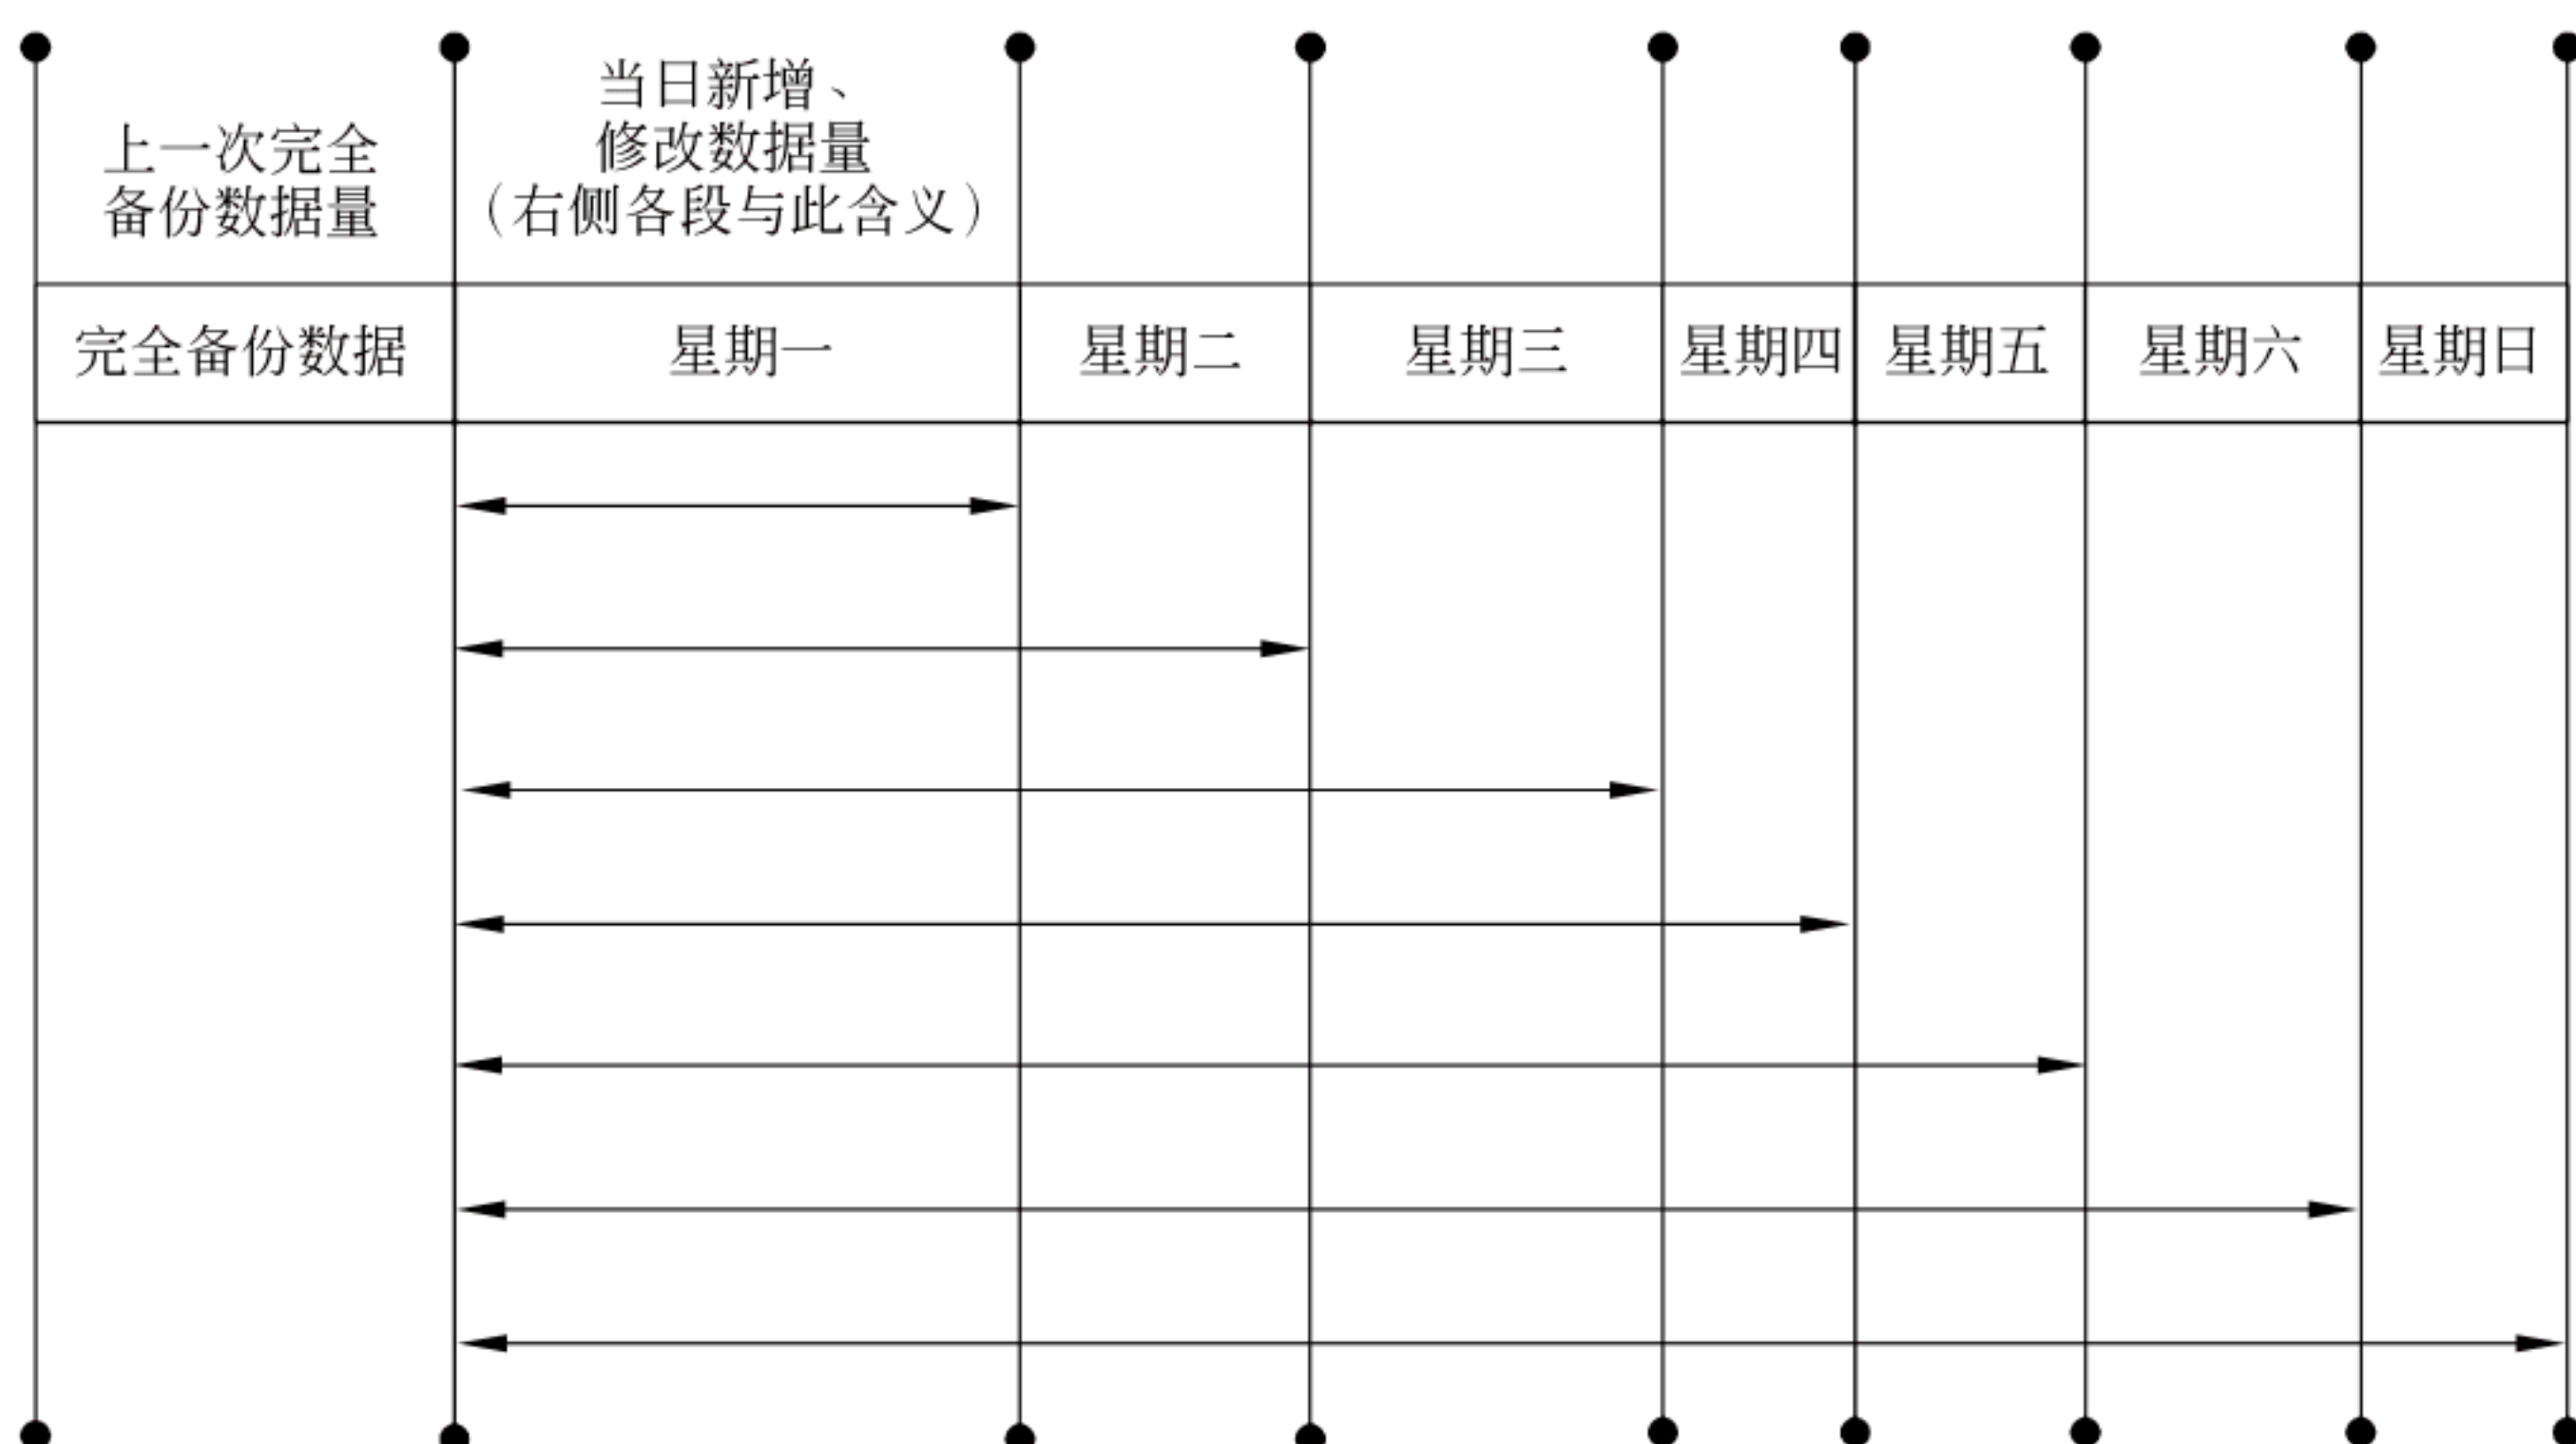 上一次完全
备份数据量
当日新增、
修改数据量
（右侧各段与此含义）
完全备份数据
星期一
星期二
星期三
星期四
星期五
星期六
星期日